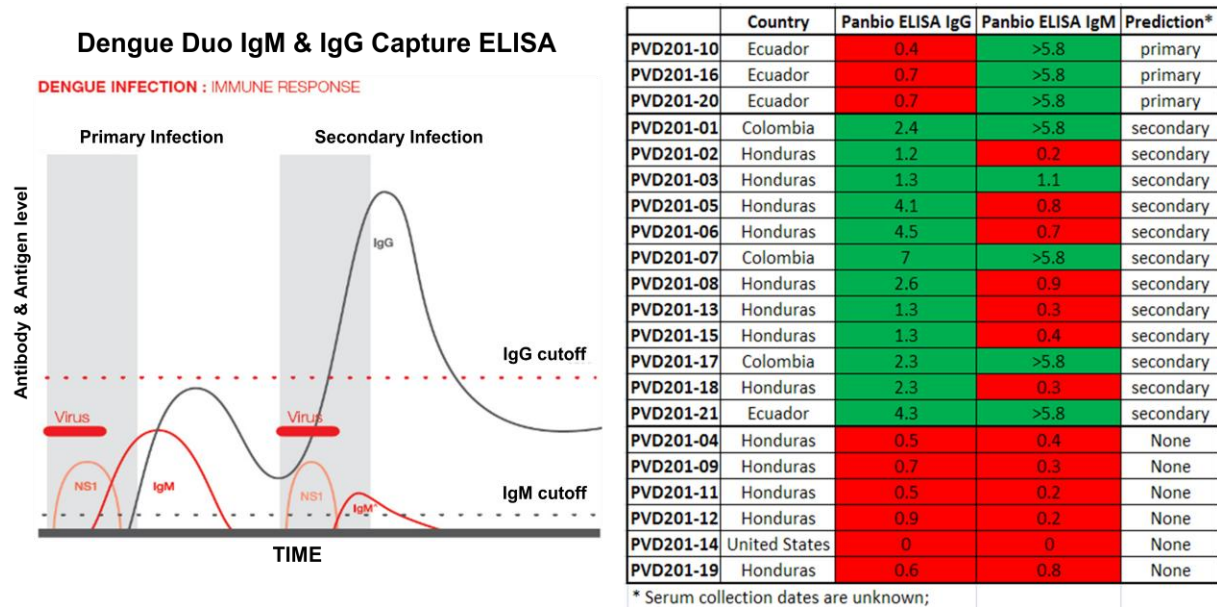 Dengue Duo IgM & IgG Capture ELISA
DENGUE INFECTION : IMMUNE RESPONSE
Primary Infection
Secondary Infection
Antibody & Antigen level
IgG
IgG cutoff
Virus
Virus
NS1
IgM
NS1
IgM*
IgM cutoff
TIME
Country Panbio ELISA IgG Panbio ELISA IgM Prediction*
PVD201-10 Ecuador 0.4 >5.8 primary
PVD201-16 Ecuador 0.7 >5.8 primary
PVD201-20 Ecuador 0.7 >5.8 primary
PVD201-01 Colombia 2.4 >5.8 secondary
PVD201-02 Honduras 1.2 0.2 secondary
PVD201-03 Honduras 1.3 1.1 secondary
PVD201-05 Honduras 4.1 0.8 secondary
PVD201-06 Honduras 4.5 0.7 secondary
PVD201-07 Colombia 7 >5.8 secondary
PVD201-08 Honduras 2.6 0.9 secondary
PVD201-13 Honduras 1.3 0.3 secondary
PVD201-15 Honduras 1.3 0.4 secondary
PVD201-17 Colombia 2.3 >5.8 secondary
PVD201-18 Honduras 2.3 0.3 secondary
PVD201-21 Ecuador 4.3 >5.8 secondary
PVD201-04 Honduras 0.5 0.4 None
PVD201-09 Honduras 0.7 0.3 None
PVD201-11 Honduras 0.5 0.2 None
PVD201-12 Honduras 0.9 0.2 None
PVD201-14 United States 0 0 None
PVD201-19 Honduras 0.6 0.8 None
* Serum collection dates are unknown;